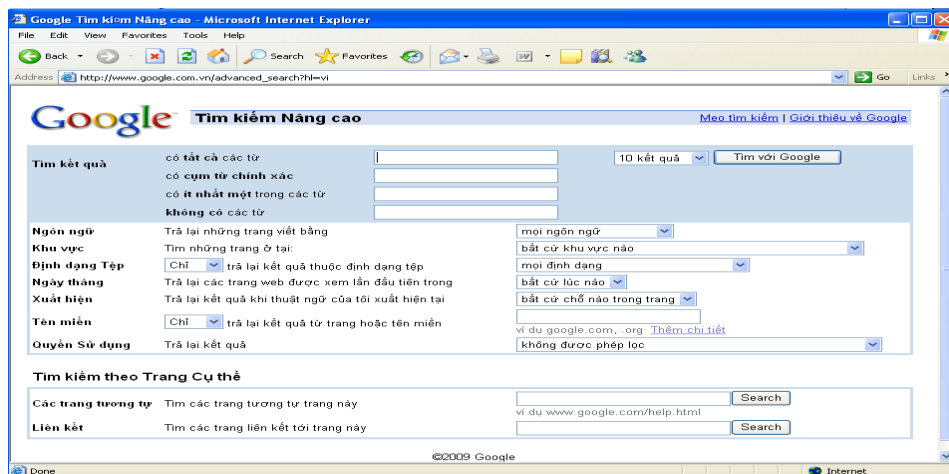 Google Tìm ki¤m Nâng cao - Microsoft Internet Explorer
File Edit View Favorites Tools Help
Back Search Favorites
Address http://www.google.com.vn/advanced_search?hl=vi Go Links
Google Tìm kiếm Nâng cao Mẹo tìm kiếm | Giới thiệu về Google
Tìm kết quả có tất cả các từ 10 kết quả Tìm với Google
có cụm từ chính xác
có ít nhất một trong các từ
không có các từ
Ngôn ngữ Trả lại những trang viết bằng mọi ngôn ngữ
Khu vực Tìm những trang ở tại: bất cứ khu vực nào
Định dạng Tệp Chỉ trả lại kết quả thuộc định dạng tệp mọi định dạng
Ngày tháng Trả lại các trang web được xem lần đầu tiên trong bất cứ lúc nào
Xuất hiện Trả lại kết quả khi thuật ngữ của tôi xuất hiện tại bất cứ chỗ nào trong trang
Tên miền Chỉ trả lại kết quả từ trang hoặc tên miền
ví dụ google.com, .org Thêm chi tiết
Quyền Sử dụng Trả lại kết quả không được phép lọc
Tìm kiếm theo Trang Cụ thể
Các trang tương tự Tìm các trang tương tự trang này Search
ví dụ www.google.com/help.html
Liên kết Tìm các trang liên kết tới trang này Search
©2009 Google
Done Internet